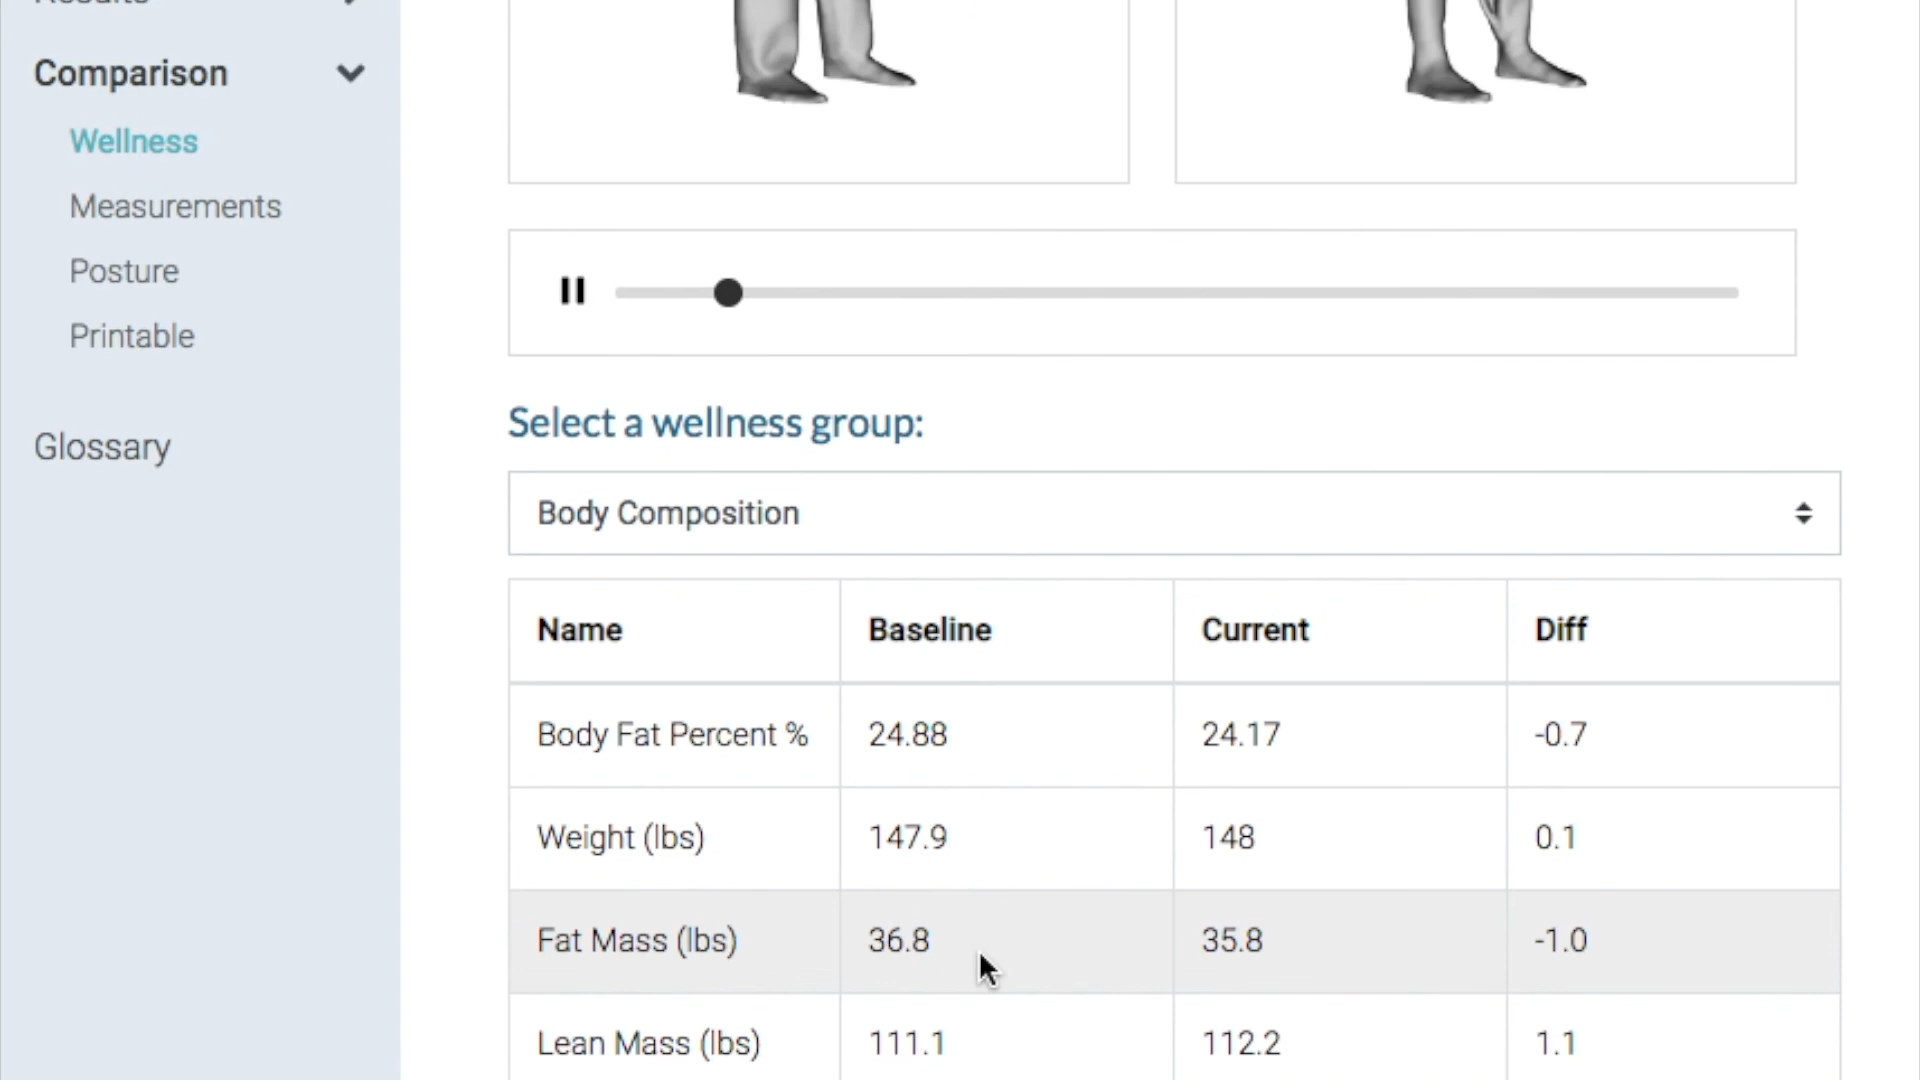 Comparison
Wellness
Measurements
Posture
Printable
Glossary
Select a wellness group:
Body Composition
Name Baseline Current Diff
Body Fat Percent % 24.88 24.17 -0.7
Weight (lbs) 147.9 148 0.1
Fat Mass (lbs) 36.8 35.8 -1.0
Lean Mass (lbs) 111.1 112.2 1.1